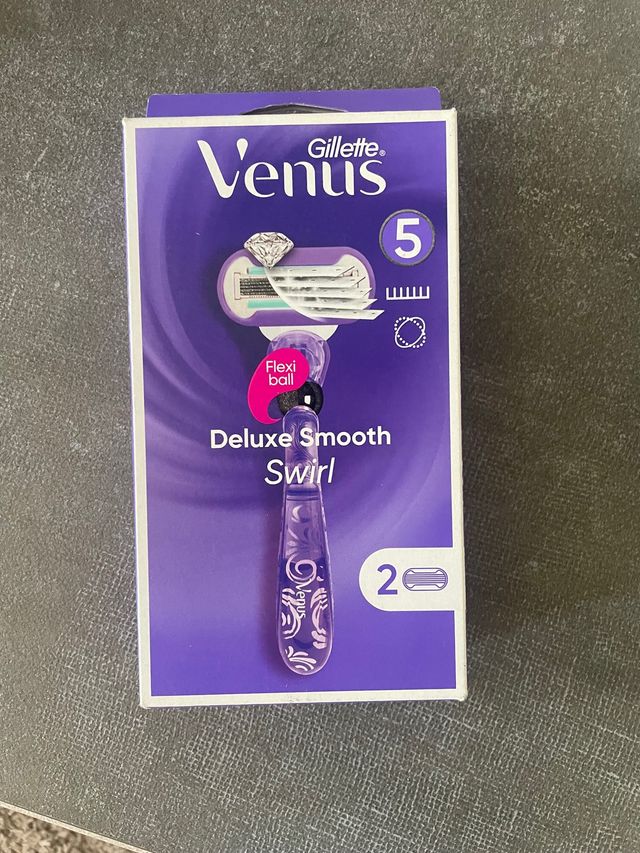 Gillette®
Venus
5
Flexi
ball
Deluxe Smooth
Swirl
2
Venus